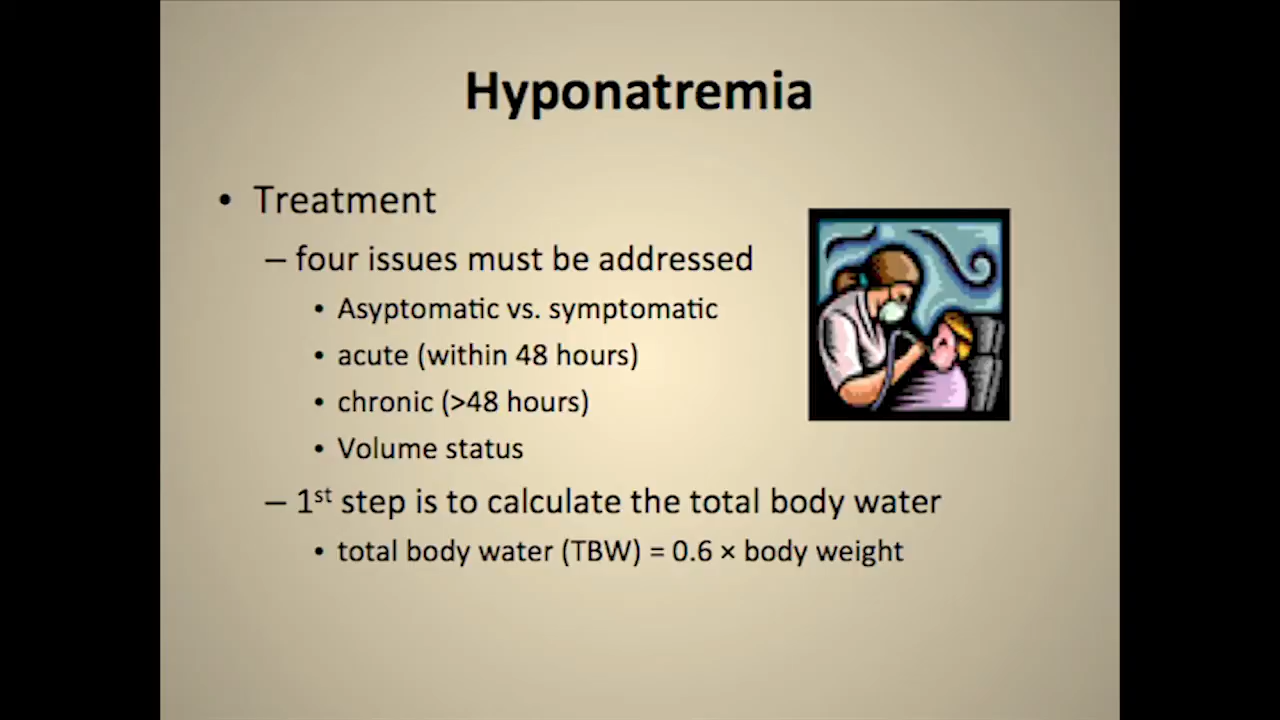 Hyponatremia
• Treatment
– four issues must be addressed
• Asyptomatic vs. symptomatic
• acute (within 48 hours)
• chronic (>48 hours)
• Volume status
– 1st step is to calculate the total body water
• total body water (TBW) = 0.6 × body weight